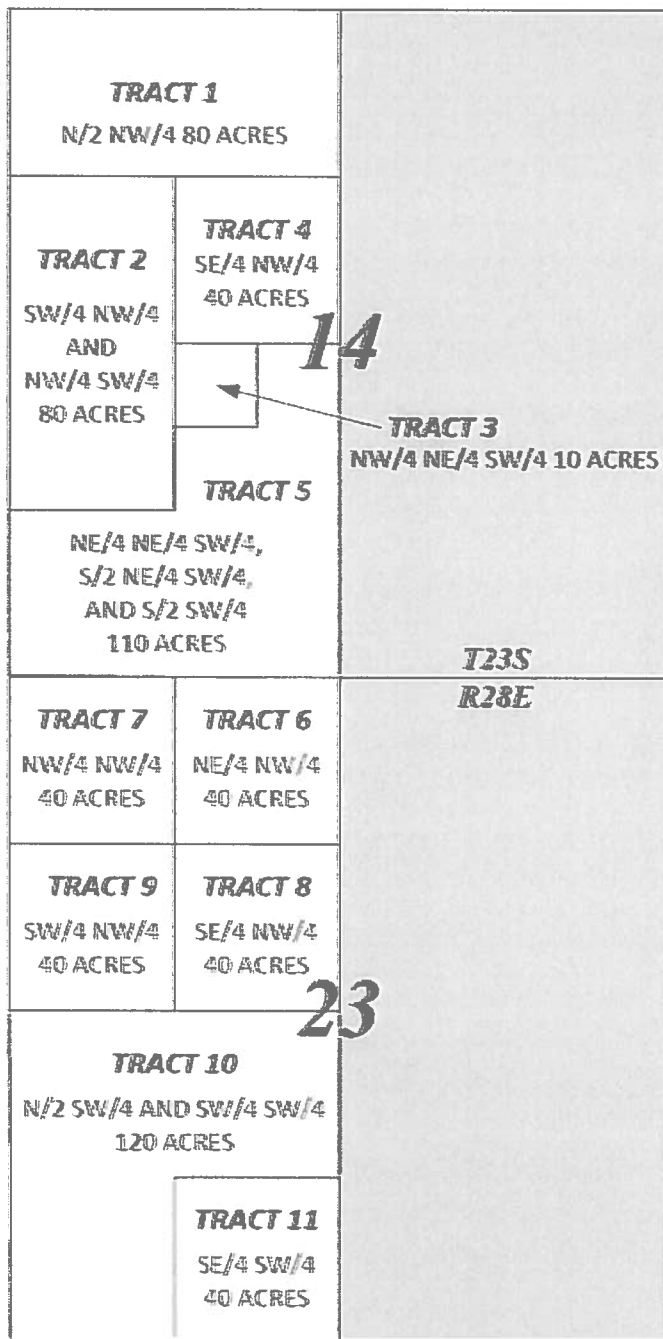 TRACT 1
N/2 NW/4 80 ACRES
TRACT 2
SW/4 NW/4
AND
NW/4 SW/4
80 ACRES
TRACT 4
SE/4 NW/4
40 ACRES
14
TRACT 3
NW/4 NE/4 SW/4 10 ACRES
TRACT 5
NE/4 NE/4 SW/4,
S/2 NE/4 SW/4,
AND S/2 SW/4
110 ACRES
T23S
R28E
TRACT 7
NW/4 NW/4
40 ACRES
TRACT 6
NE/4 NW/4
40 ACRES
TRACT 9
SW/4 NW/4
40 ACRES
TRACT 8
SE/4 NW/4
40 ACRES
23
TRACT 10
N/2 SW/4 AND SW/4 SW/4
120 ACRES
TRACT 11
SE/4 SW/4
40 ACRES